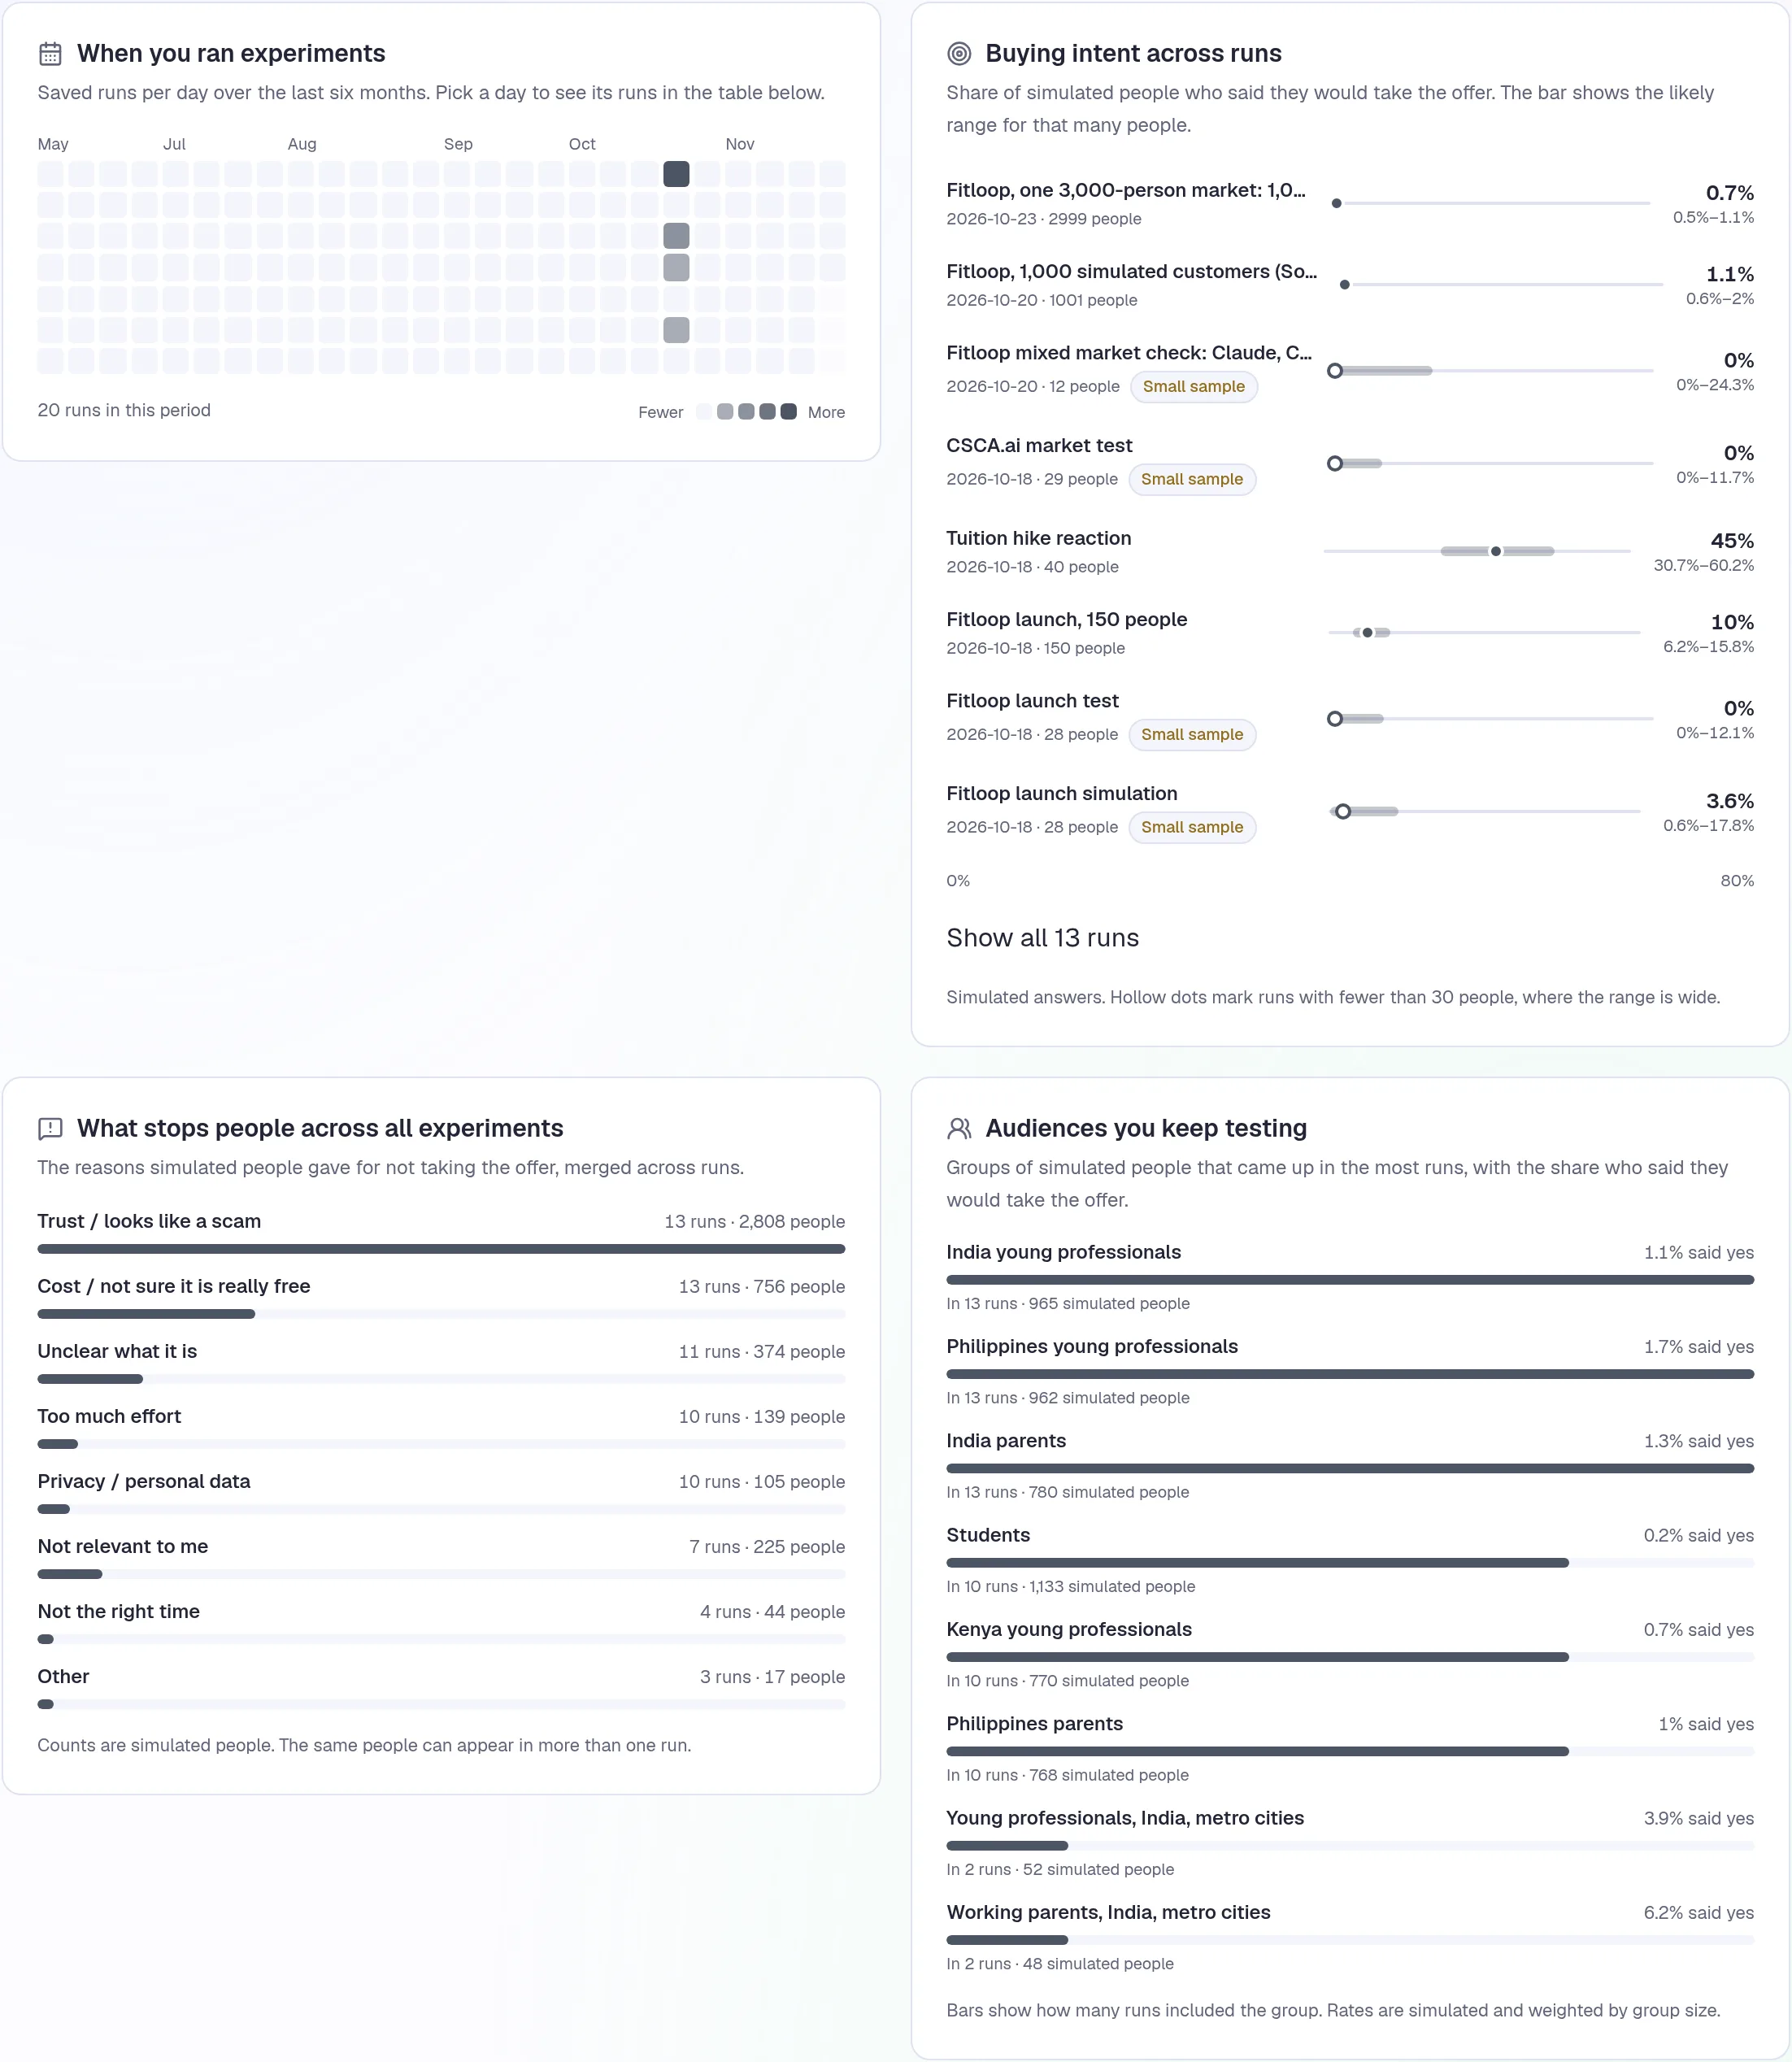 When you ran experiments
Saved runs per day over the last six months. Pick a day to see its runs in the table below.
May Jul Aug Sep Oct Nov
20 runs in this period
Fewer More
Buying intent across runs
Share of simulated people who said they would take the offer. The bar shows the likely
range for that many people.
Fitloop, one 3,000-person market: 1,0...
0.7%
2026-10-23 · 2999 people
0.5%–1.1%
Fitloop, 1,000 simulated customers (So...
1.1%
2026-10-20 · 1001 people
0.6%–2%
Fitloop mixed market check: Claude, C...
0%
2026-10-20 · 12 people Small sample
0%–24.3%
CSCA.ai market test
0%
2026-10-18 · 29 people Small sample
0%–11.7%
Tuition hike reaction
45%
2026-10-18 · 40 people
30.7%–60.2%
Fitloop launch, 150 people
10%
2026-10-18 · 150 people
6.2%–15.8%
Fitloop launch test
0%
2026-10-18 · 28 people Small sample
0%–12.1%
Fitloop launch simulation
3.6%
2026-10-18 · 28 people Small sample
0.6%–17.8%
0% 80%
Show all 13 runs
Simulated answers. Hollow dots mark runs with fewer than 30 people, where the range is wide.
What stops people across all experiments
The reasons simulated people gave for not taking the offer, merged across runs.
Trust / looks like a scam 13 runs · 2,808 people
Cost / not sure it is really free 13 runs · 756 people
Unclear what it is 11 runs · 374 people
Too much effort 10 runs · 139 people
Privacy / personal data 10 runs · 105 people
Not relevant to me 7 runs · 225 people
Not the right time 4 runs · 44 people
Other 3 runs · 17 people
Counts are simulated people. The same people can appear in more than one run.
Audiences you keep testing
Groups of simulated people that came up in the most runs, with the share who said they
would take the offer.
India young professionals 1.1% said yes
In 13 runs · 965 simulated people
Philippines young professionals 1.7% said yes
In 13 runs · 962 simulated people
India parents 1.3% said yes
In 13 runs · 780 simulated people
Students 0.2% said yes
In 10 runs · 1,133 simulated people
Kenya young professionals 0.7% said yes
In 10 runs · 770 simulated people
Philippines parents 1% said yes
In 10 runs · 768 simulated people
Young professionals, India, metro cities 3.9% said yes
In 2 runs · 52 simulated people
Working parents, India, metro cities 6.2% said yes
In 2 runs · 48 simulated people
Bars show how many runs included the group. Rates are simulated and weighted by group size.